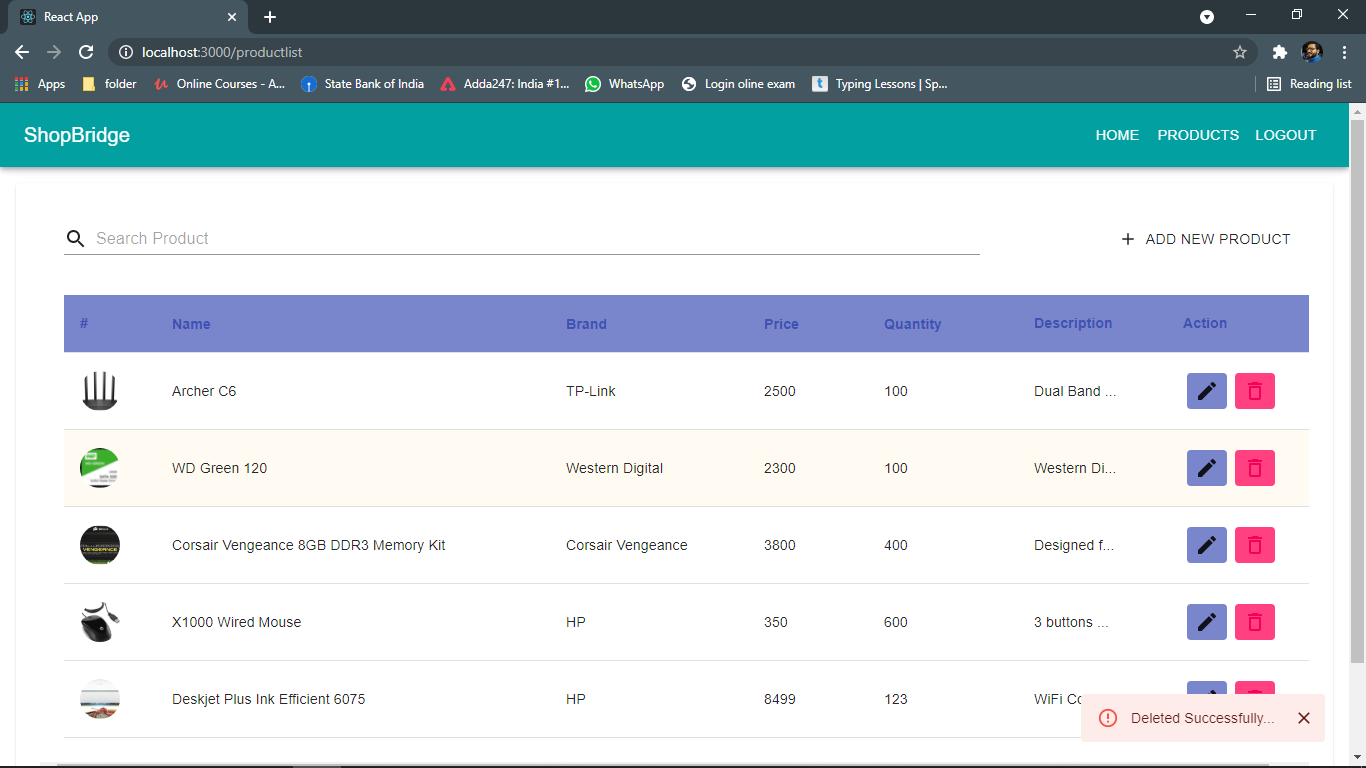 React App
localhost:3000/productlist
Apps folder Online Courses - A... State Bank of India Adda247: India #1... WhatsApp Login oline exam Typing Lessons | Sp... Reading list
ShopBridge HOME PRODUCTS LOGOUT
Search Product ADD NEW PRODUCT
# Name Brand Price Quantity Description Action
Archer C6 TP-Link 2500 100 Dual Band ...
WD Green 120 Western Digital 2300 100 Western Di...
VENGEANCE Corsair Vengeance 8GB DDR3 Memory Kit Corsair Vengeance 3800 400 Designed f...
X1000 Wired Mouse HP 350 600 3 buttons ...
Deskjet Plus Ink Efficient 6075 HP 8499 123 WiFi Co
Deleted Successfully...